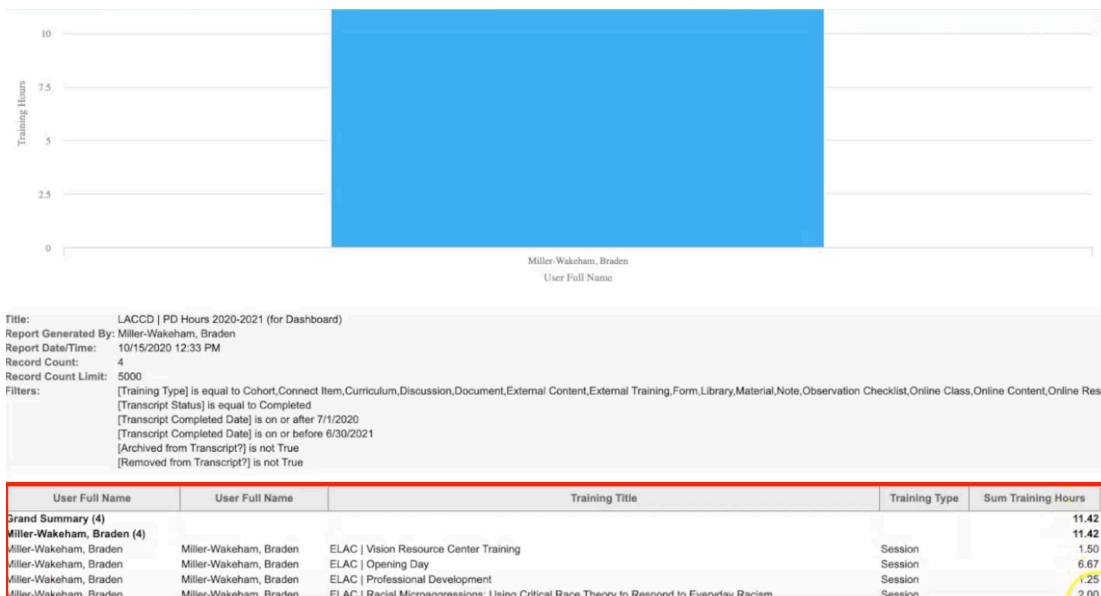 10
Training Hours
7.5
5
2.5
0
Miller-Wakeham, Braden
User Full Name
Title: LACCD | PD Hours 2020-2021 (for Dashboard)
Report Generated By: Miller-Wakeham, Braden
Report Date/Time: 10/15/2020 12:33 PM
Record Count: 4
Record Count Limit: 5000
Filters: [Training Type] is equal to Cohort,Connect Item,Curriculum,Discussion,Document,External Content,External Training,Form,Library,Material,Note,Observation Checklist,Online Class,Online Content,Online Res
[Transcript Status] is equal to Completed
[Transcript Completed Date] is on or after 7/1/2020
[Transcript Completed Date] is on or before 6/30/2021
[Archived from Transcript?] is not True
[Removed from Transcript?] is not True
User Full Name User Full Name Training Title Training Type Sum Training Hours
Grand Summary (4) 11.42
Miller-Wakeham, Braden (4) 11.42
Miller-Wakeham, Braden Miller-Wakeham, Braden ELAC | Vision Resource Center Training Session 1.50
Miller-Wakeham, Braden Miller-Wakeham, Braden ELAC | Opening Day Session 6.67
Miller-Wakeham, Braden Miller-Wakeham, Braden ELAC | Professional Development Session 1.25
Miller-Wakeham, Braden Miller-Wakeham, Braden ELAC | Racial Microaggressions: Using Critical Race Theory to Respond to Everyday Racism Session 2.00